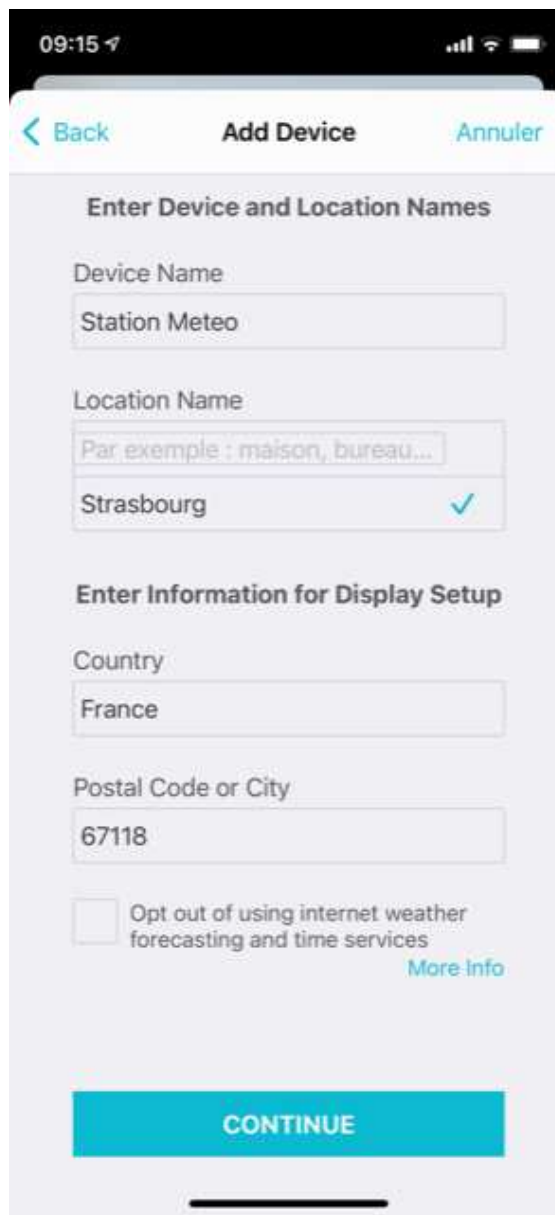 09:15
Back
Add Device
Annuler
Enter Device and Location Names
Device Name
Station Meteo
Location Name
Par exemple : maison, bureau...
Strasbourg
Enter Information for Display Setup
Country
France
Postal Code or City
67118
Opt out of using internet weather
forecasting and time services
More Info
CONTINUE